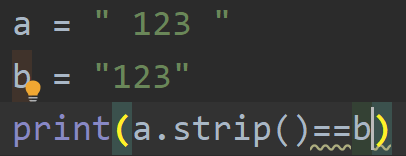 a = " 123 "
b = "123"
print(a.strip()==b)